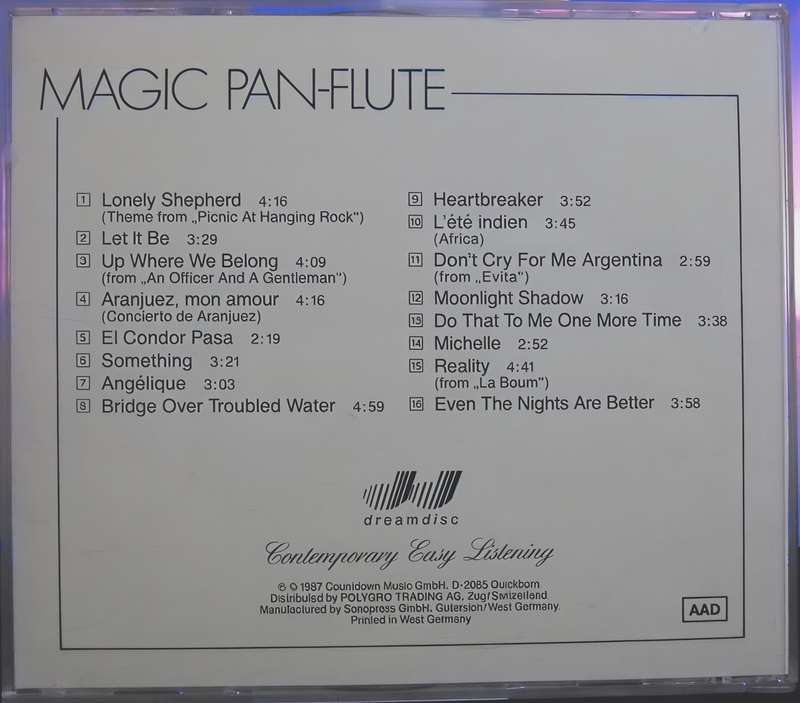 MAGIC PAN-FLUTE
1 Lonely Shepherd 4:16
(Theme from „Picnic At Hanging Rock“)
2 Let It Be 3:29
3 Up Where We Belong 4:09
(from „An Officer And A Gentleman“)
4 Aranjuez, mon amour 4:16
(Concierto de Aranjuez)
5 El Condor Pasa 2:19
6 Something 3:21
7 Angélique 3:03
8 Bridge Over Troubled Water 4:59
9 Heartbreaker 3:52
10 L'été indien 3:45
(Africa)
11 Don't Cry For Me Argentina 2:59
(from „Evita“)
12 Moonlight Shadow 3:16
13 Do That To Me One More Time 3:38
14 Michelle 2:52
15 Reality 4:41
(from „La Boum“)
16 Even The Nights Are Better 3:58
dreamdisc
Contemporary Easy Listening
℗ © 1987 Countdown Music GmbH. D-2085 Quickborn
Distributed by POLYGRO TRADING AG, Zug/Switzerland
Manufactured by Sonopress GmbH. Gütersloh/West Germany
Printed in West Germany
AAD